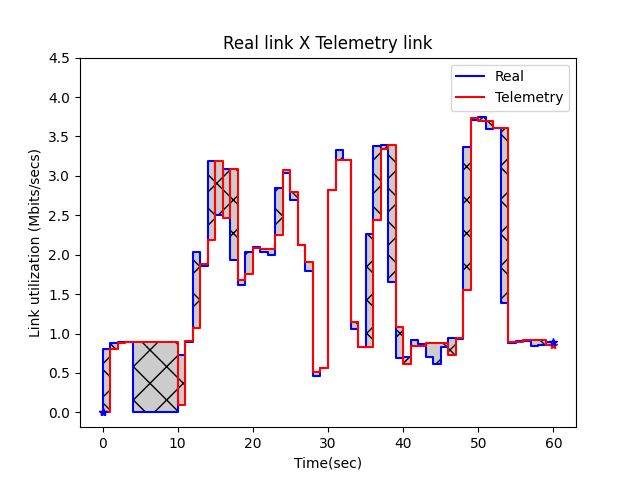 Real link X Telemetry link
Real
Telemetry
Link utilization (Mbits/secs)
4.5
4.0
3.5
3.0
2.5
2.0
1.5
1.0
0.5
0.0
0 10 20 30 40 50 60
Time(sec)